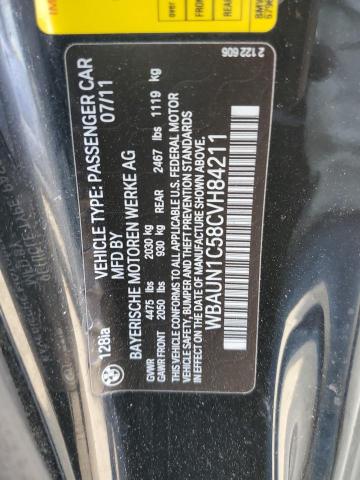 128ia
VEHICLE TYPE: PASSENGER CAR
MFD BY 07/11
BAYERISCHE MOTOREN WERKE AG
GVWR 4475 lbs 2030 kg
GAWR FRONT 2050 lbs 930 kg REAR 2467 lbs 1119 kg
THIS VEHICLE CONFORMS TO ALL APPLICABLE U.S. FEDERAL MOTOR
VEHICLE SAFETY, BUMPER, AND THEFT PREVENTION STANDARDS
IN EFFECT ON THE DATE OF MANUFACTURE SHOWN ABOVE.
WBAUN1C58CVH84211
2 122 606
over
FRON
REAR